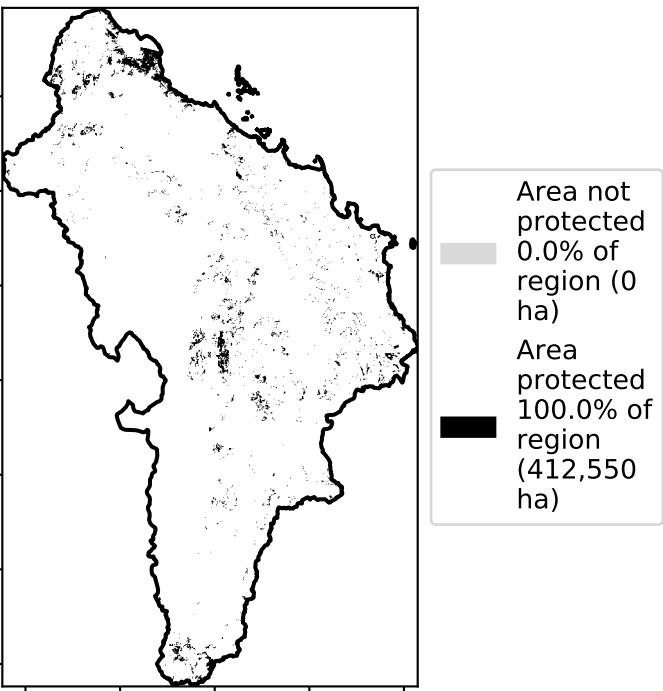 Area not
protected
0.0% of
region (0
ha)
Area
protected
100.0% of
region
(412,550
ha)